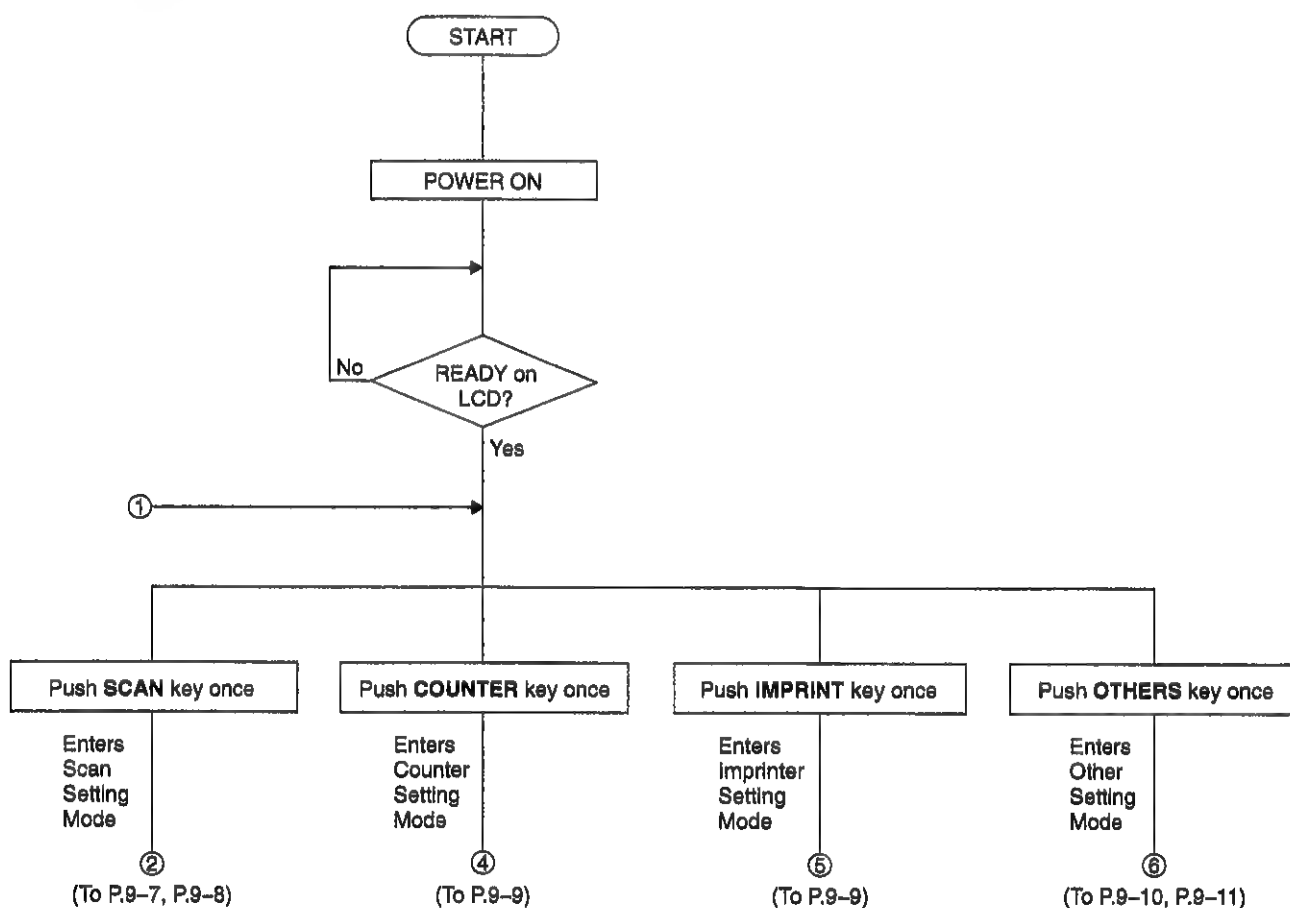 START
POWER ON
No
READY on
LCD?
Yes
①
Push SCAN key once
Push COUNTER key once
Push IMPRINT key once
Push OTHERS key once
Enters
Scan
Setting
Mode
Enters
Counter
Setting
Mode
Enters
Imprinter
Setting
Mode
Enters
Other
Setting
Mode
②
(To P.9–7, P.9–8)
④
(To P.9–9)
⑤
(To P.9–9)
⑥
(To P.9–10, P.9–11)